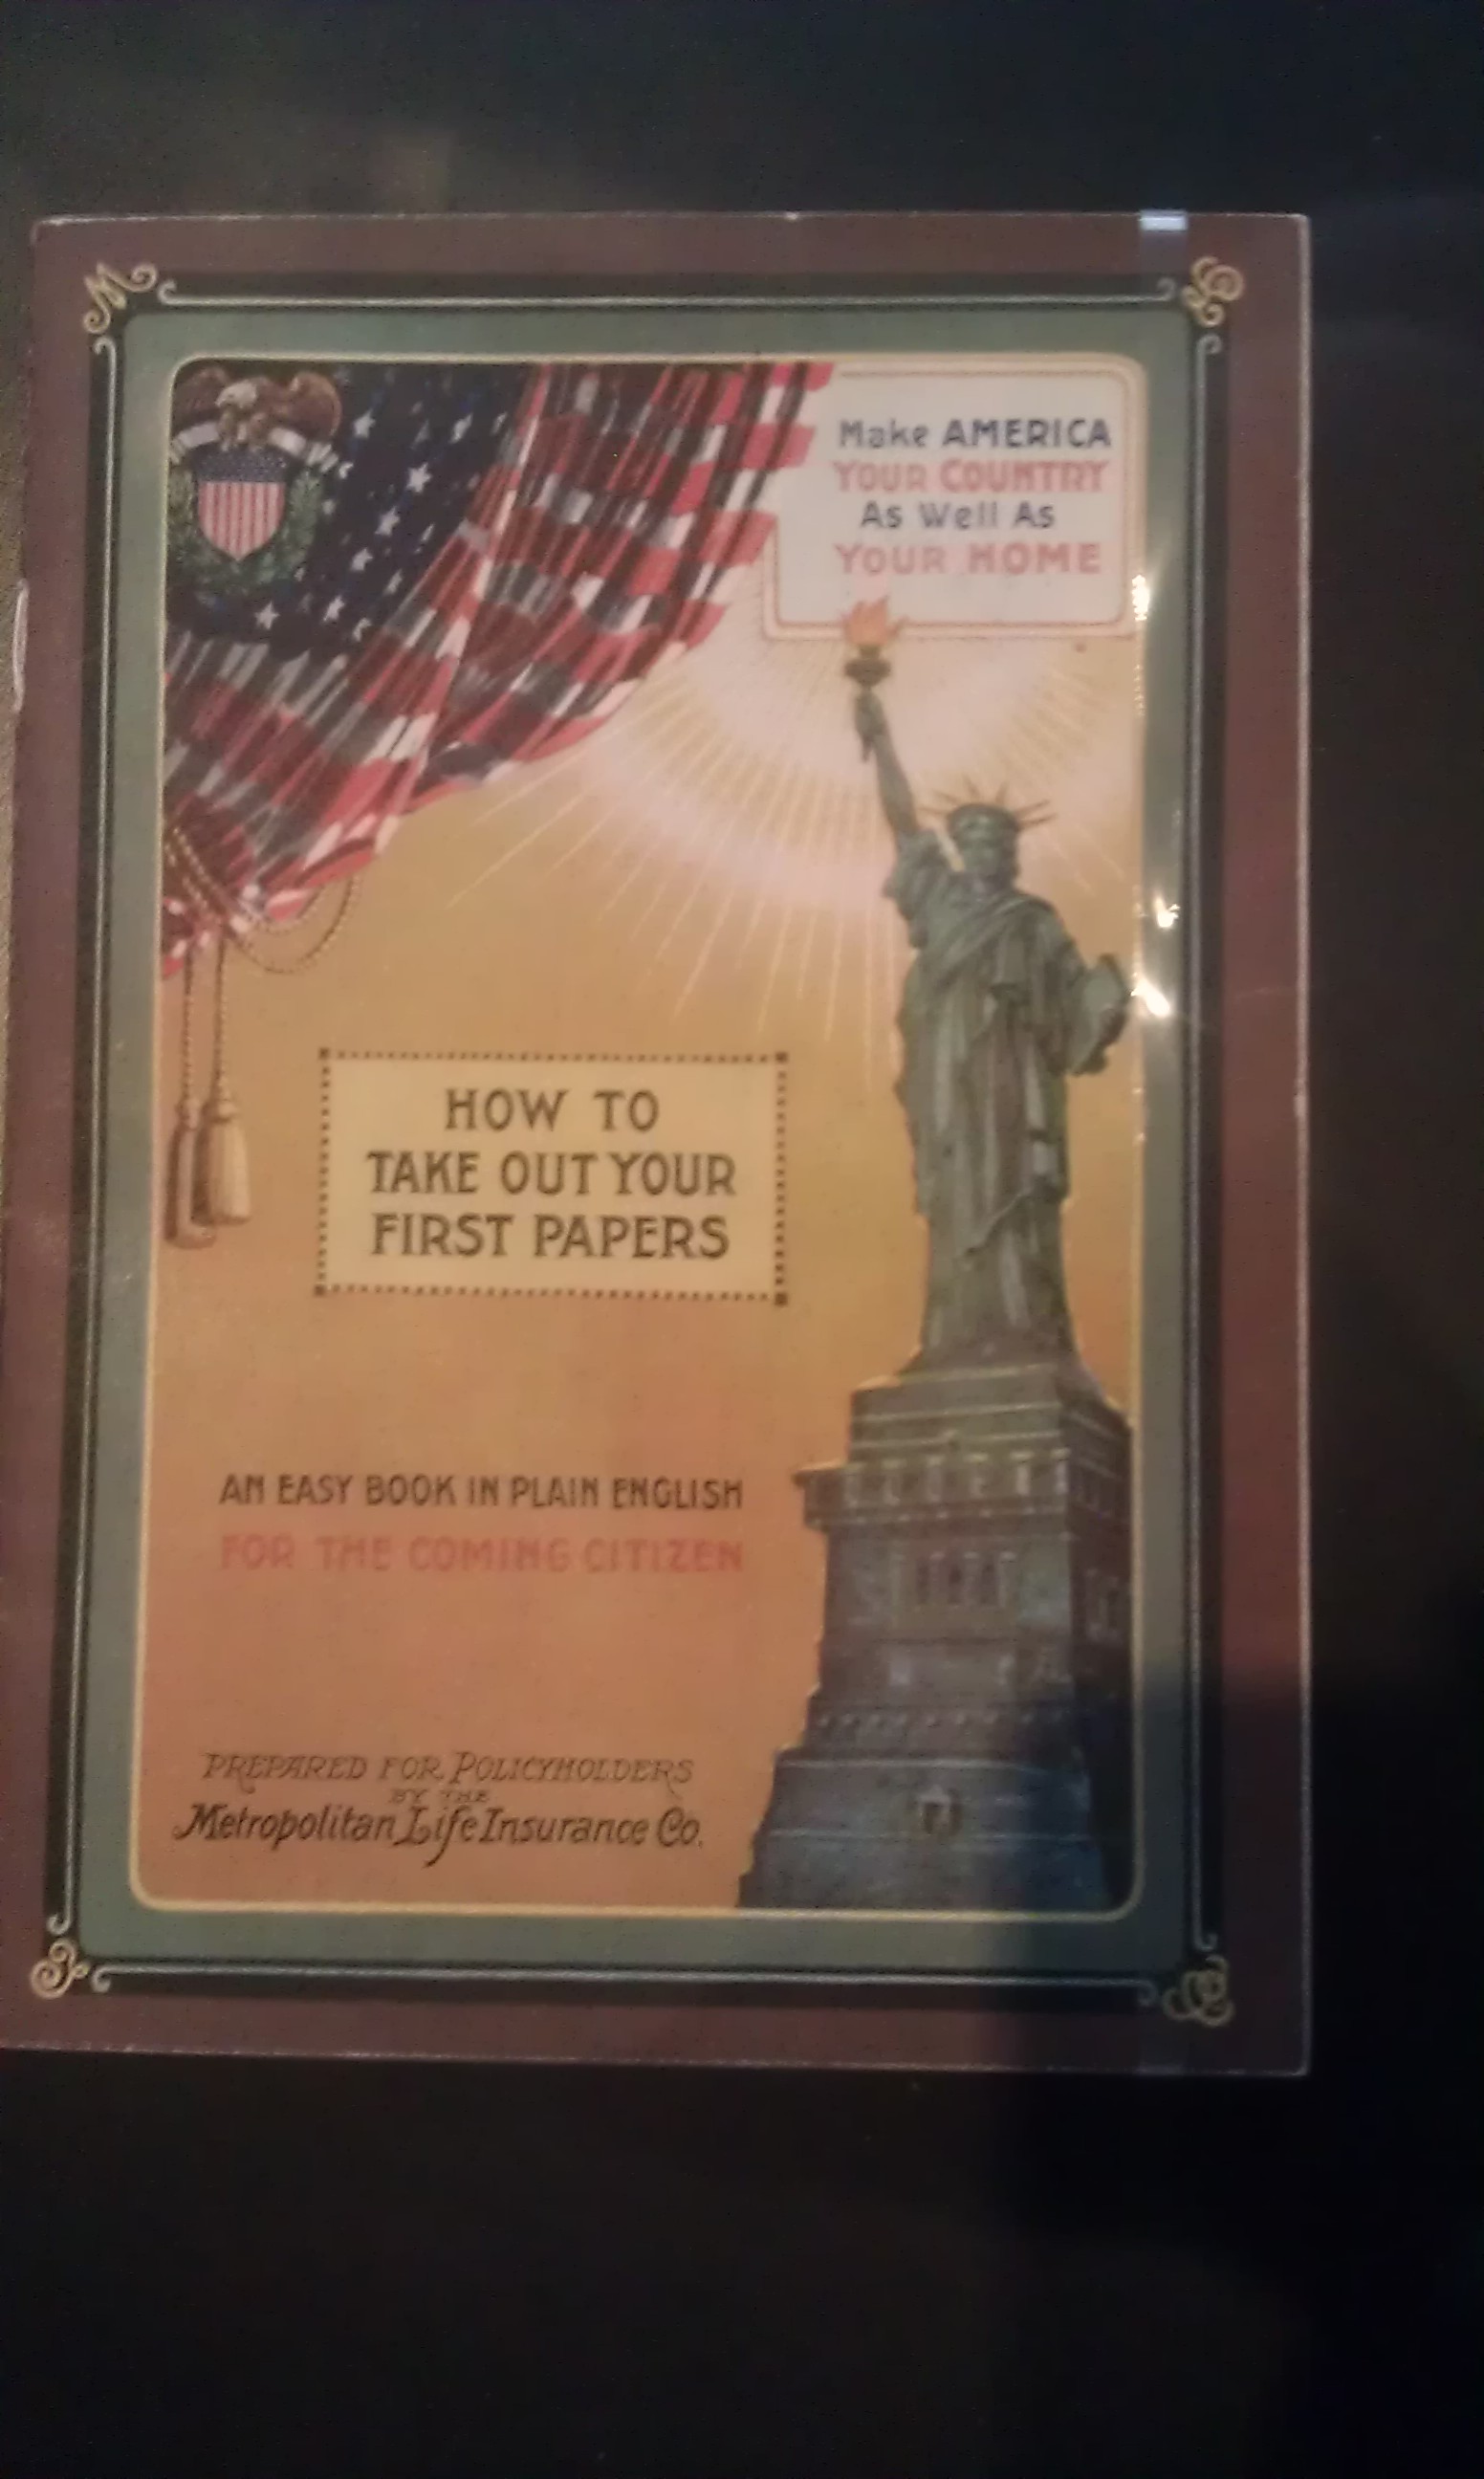 Make AMERICA
YOUR COUNTRY
As Well As
YOUR HOME
HOW TO
TAKE OUT YOUR
FIRST PAPERS
AN EASY BOOK IN PLAIN ENGLISH
FOR THE COMING CITIZEN
PREPARED FOR POLICYHOLDERS
BY THE
Metropolitan Life Insurance Co.